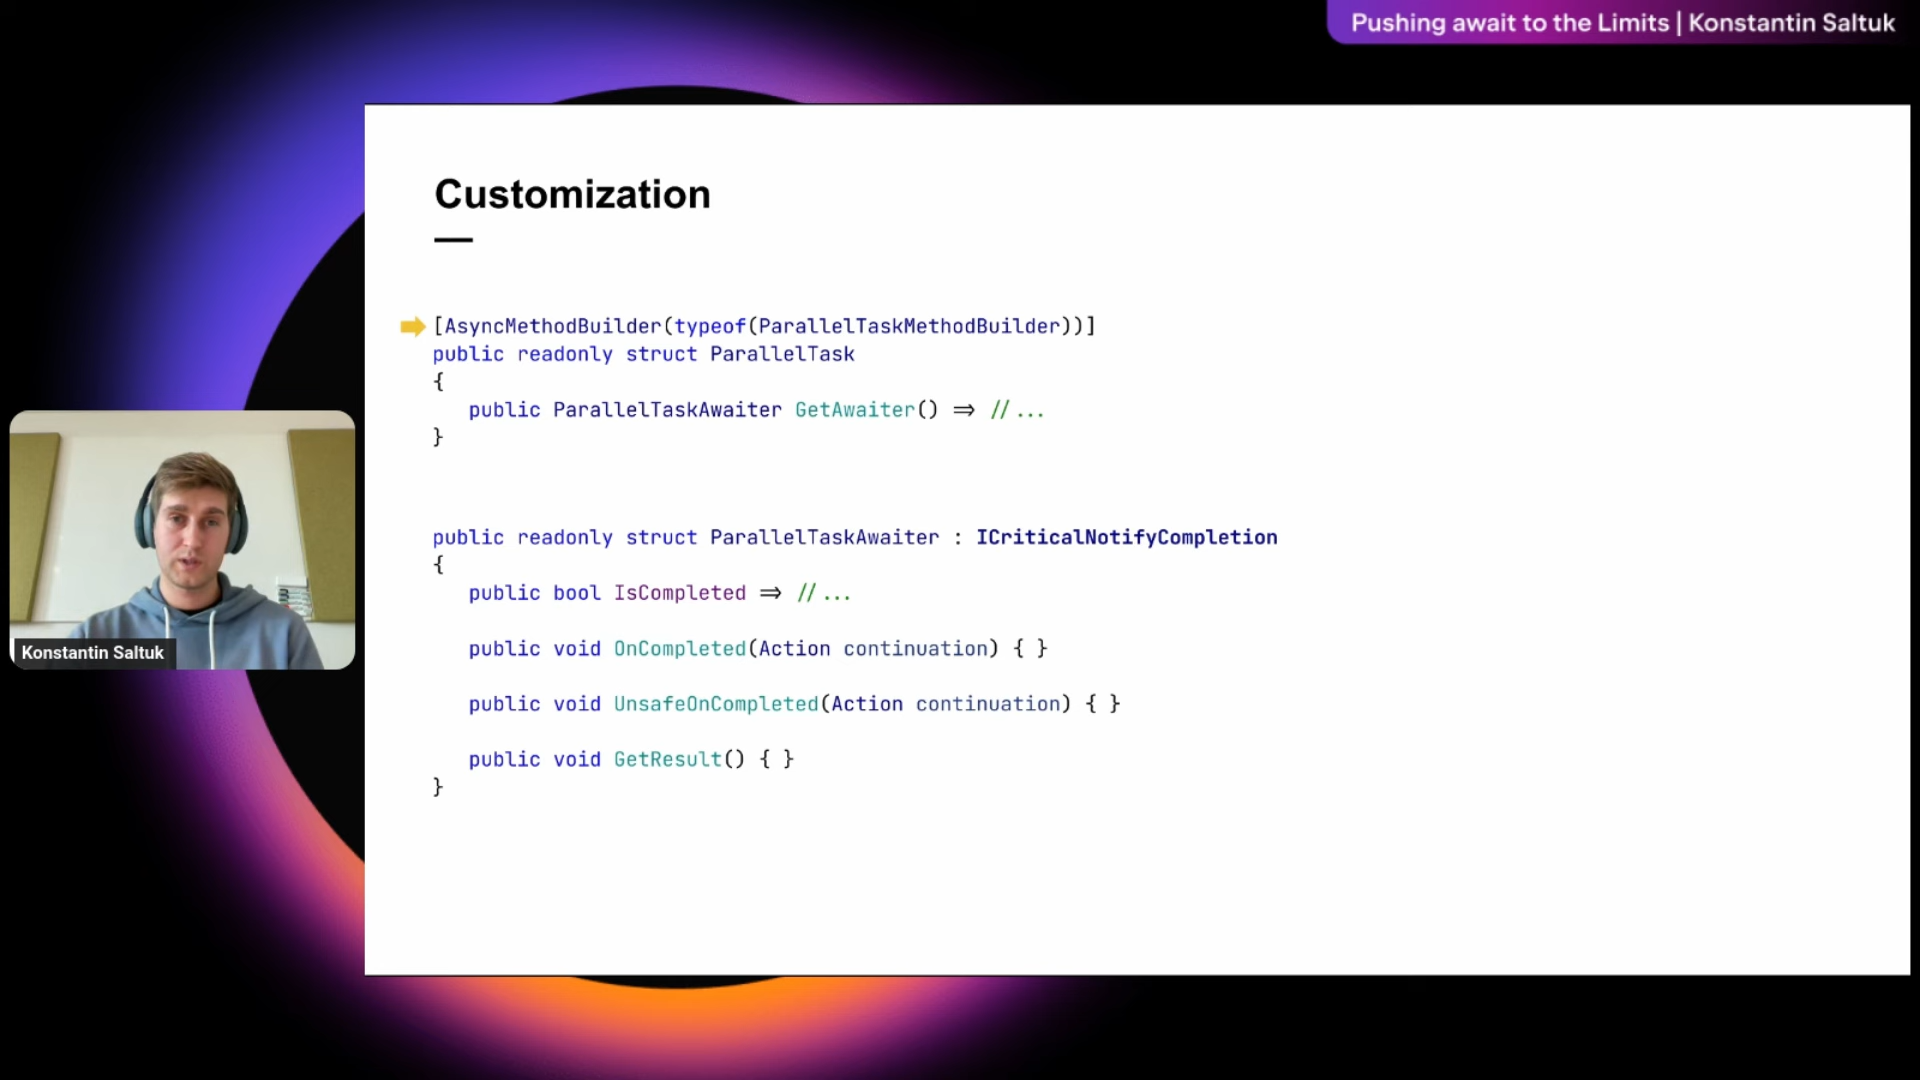 Pushing await to the Limits | Konstantin Saltuk
Customization
[AsyncMethodBuilder(typeof(ParallelTaskMethodBuilder))]
public readonly struct ParallelTask
{
public ParallelTaskAwaiter GetAwaiter() => //...
}
public readonly struct ParallelTaskAwaiter : ICriticalNotifyCompletion
{
public bool IsCompleted => //...
public void OnCompleted(Action continuation) { }
public void UnsafeOnCompleted(Action continuation) { }
public void GetResult() { }
}
Konstantin Saltuk